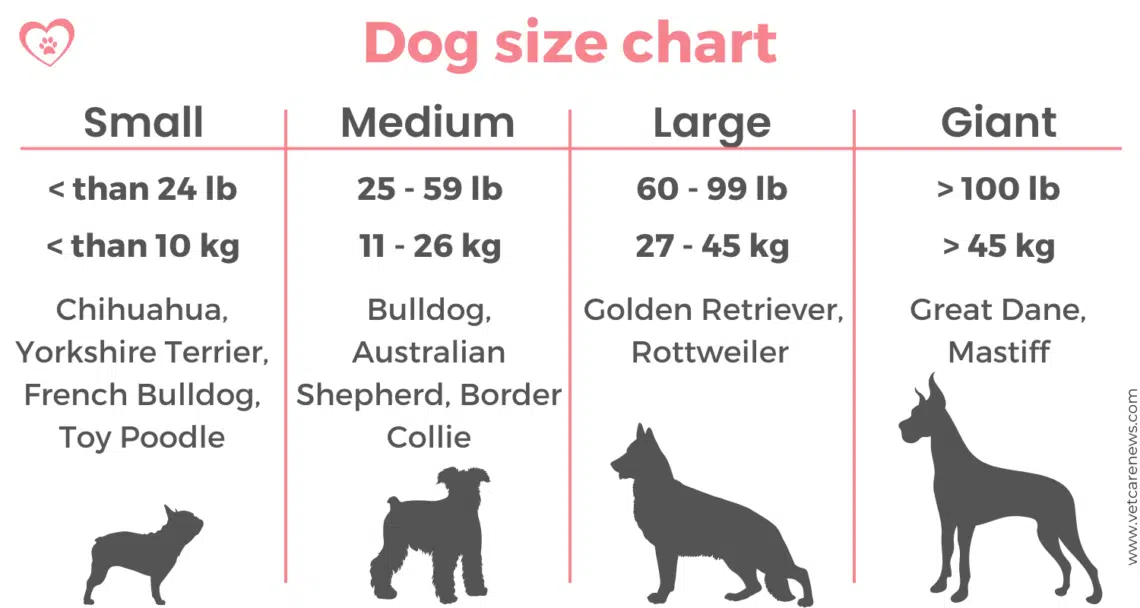 Dog size chart
Small
< than 24 lb
< than 10 kg
Chihuahua,
Yorkshire Terrier,
French Bulldog,
Toy Poodle
Medium
25 - 59 lb
11 - 26 kg
Bulldog,
Australian
Shepherd, Border
Collie
Large
60 - 99 lb
27 - 45 kg
Golden Retriever,
Rottweiler
Giant
> 100 lb
> 45 kg
Great Dane,
Mastiff
www.vetcarenews.com